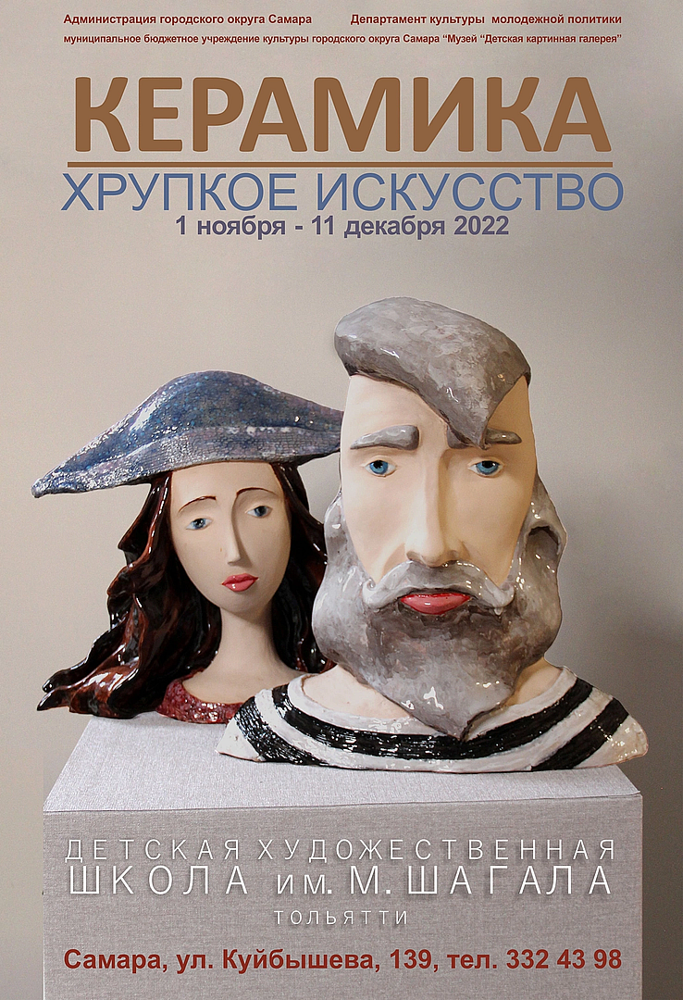 Администрация городского округа Самара Департамент культуры молодежной политики
муниципальное бюджетное учреждение культуры городского округа Самара “Музей “Детская картинная галерея”
КЕРАМИКА
ХРУПКОЕ ИСКУССТВО
1 ноября - 11 декабря 2022
ДЕТСКАЯ ХУДОЖЕСТВЕННАЯ
ШКОЛА им. М. ШАГАЛА
ТОЛЬЯТТИ
Самара, ул. Куйбышева, 139, тел. 332 43 98